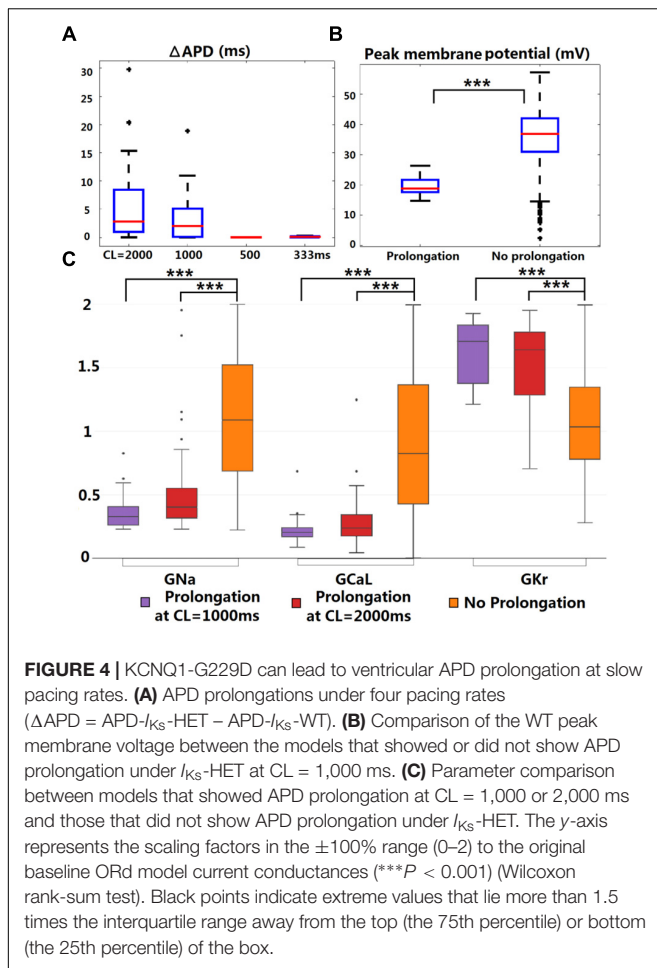 A
ΔAPD (ms)
30
25
20
15
10
5
0
CL=2000 1000 500 333ms
B
Peak membrane potential (mV)
***
50
40
30
20
10
0
Prolongation No prolongation
C
*** *** ***
*** *** ***
2
1.5
1
0.5
0
GNa GCaL GKr
Prolongation at CL=1000ms
Prolongation at CL=2000ms
No Prolongation
FIGURE 4 | KCNQ1-G229D can lead to ventricular APD prolongation at slow
pacing rates. (A) APD prolongations under four pacing rates
(ΔAPD = APD-IKs-HET – APD-IKs-WT). (B) Comparison of the WT peak
membrane voltage between the models that showed or did not show APD
prolongation under IKs-HET at CL = 1,000 ms. (C) Parameter comparison
between models that showed APD prolongation at CL = 1,000 or 2,000 ms
and those that did not show APD prolongation under IKs-HET. The y-axis
represents the scaling factors in the ±100% range (0–2) to the original
baseline ORd model current conductances (***P < 0.001) (Wilcoxon
rank-sum test). Black points indicate extreme values that lie more than 1.5
times the interquartile range away from the top (the 75th percentile) or bottom
(the 25th percentile) of the box.